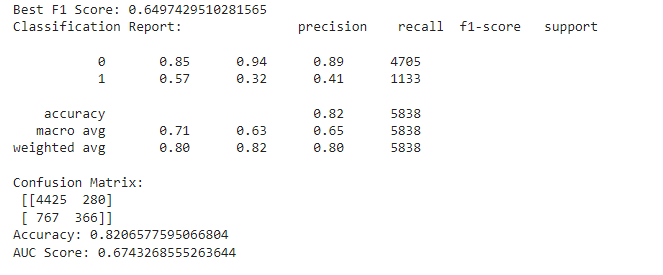 Best F1 Score: 0.6497429510281565
Classification Report:               precision    recall  f1-score   support

           0       0.85      0.94      0.89      4705
           1       0.57      0.32      0.41      1133

    accuracy                           0.82      5838
   macro avg       0.71      0.63      0.65      5838
weighted avg       0.80      0.82      0.80      5838

Confusion Matrix:
 [[4425  280]
 [ 767  366]]
Accuracy: 0.8206577595066804
AUC Score: 0.6743268555263644